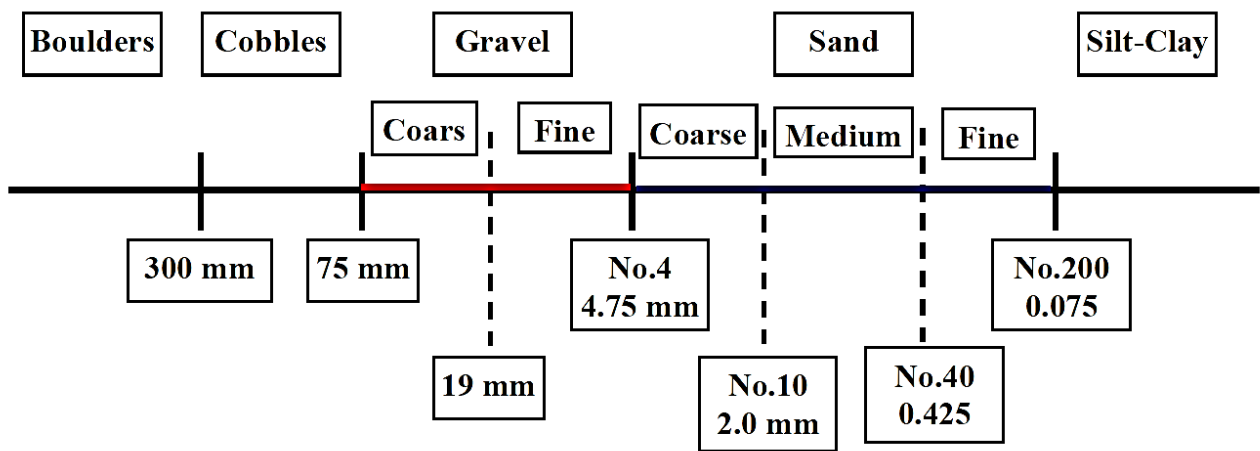 Boulders
Cobbles
Gravel
Sand
Silt-Clay
Coars
Fine
Coarse
Medium
Fine
300 mm
75 mm
No.4
4.75 mm
No.200
0.075
19 mm
No.10
2.0 mm
No.40
0.425